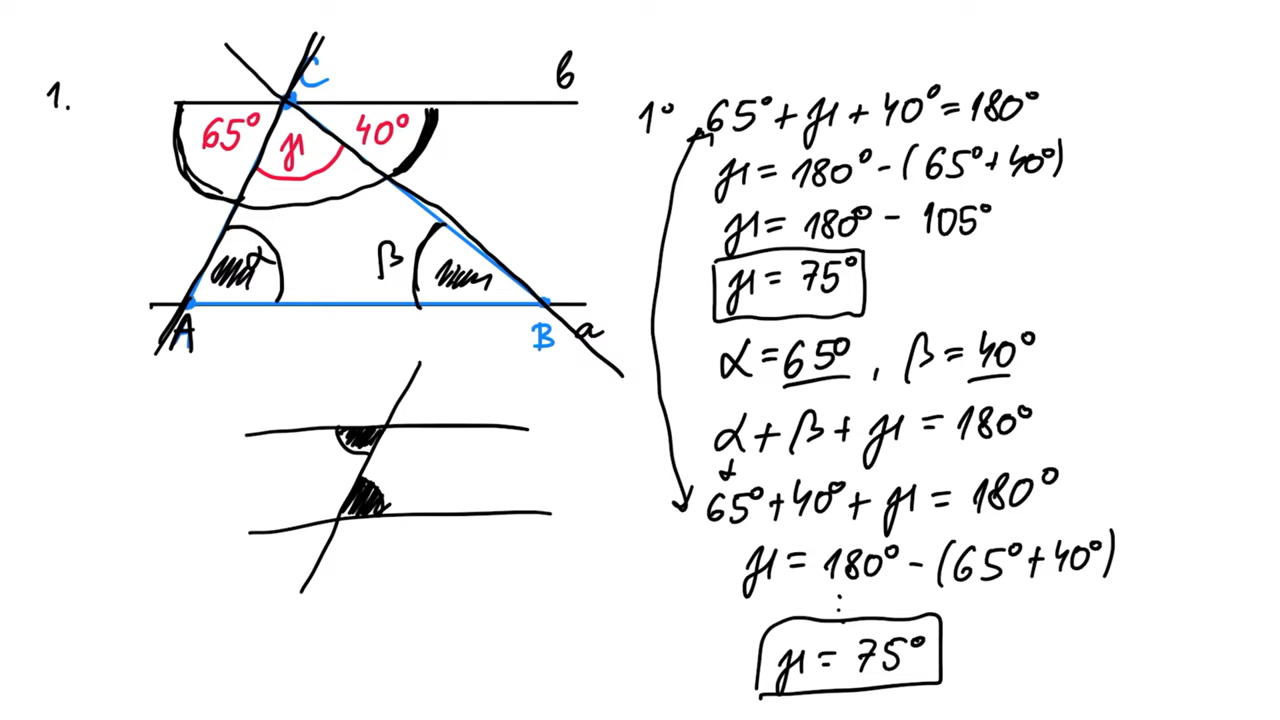 1.
C
b
65° γ 40°
α β
A B a
1° 65° + γ + 40° = 180°
γ = 180° - (65° + 40°)
γ = 180° - 105°
γ = 75°
α = 65° , β = 40°
α + β + γ = 180°
65° + 40° + γ = 180°
γ = 180° - (65° + 40°)
⋮
γ = 75°